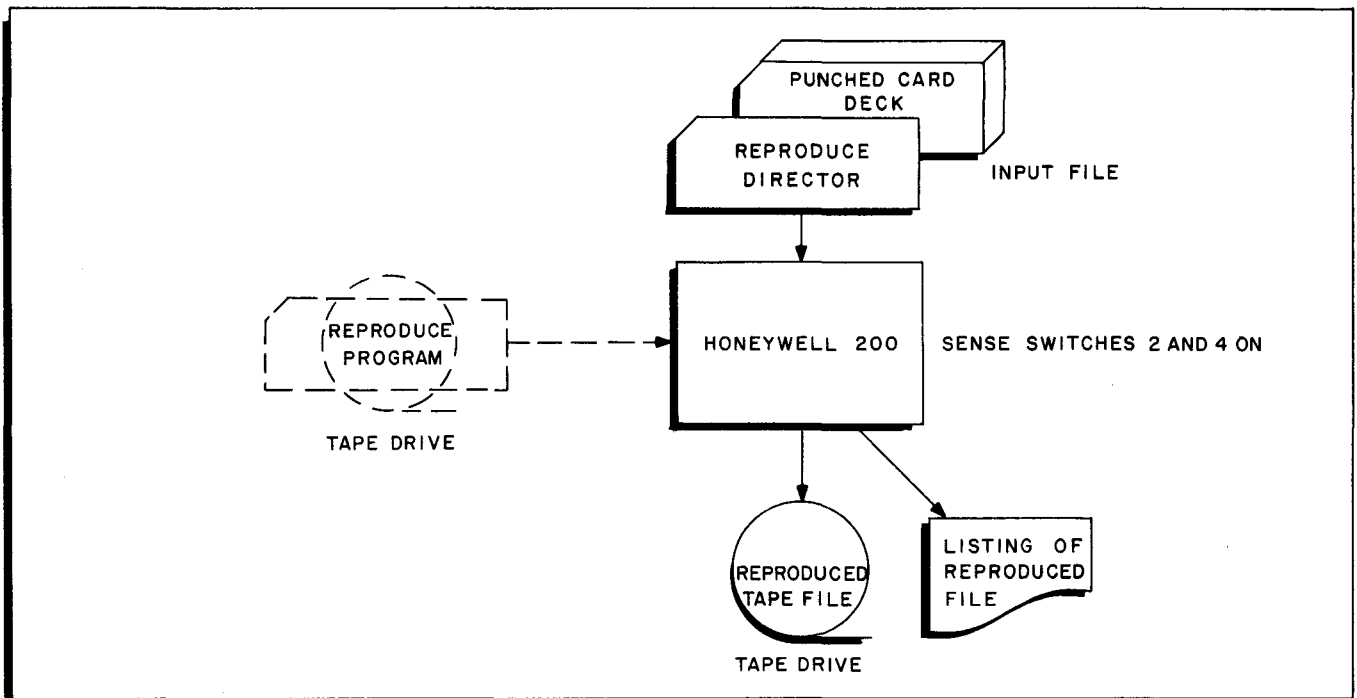 PUNCHED CARD
DECK
REPRODUCE
DIRECTOR
INPUT FILE
REPRODUCE
PROGRAM
HONEYWELL 200
SENSE SWITCHES 2 AND 4 ON
TAPE DRIVE
REPRODUCED
TAPE FILE
LISTING OF
REPRODUCED
FILE
TAPE DRIVE